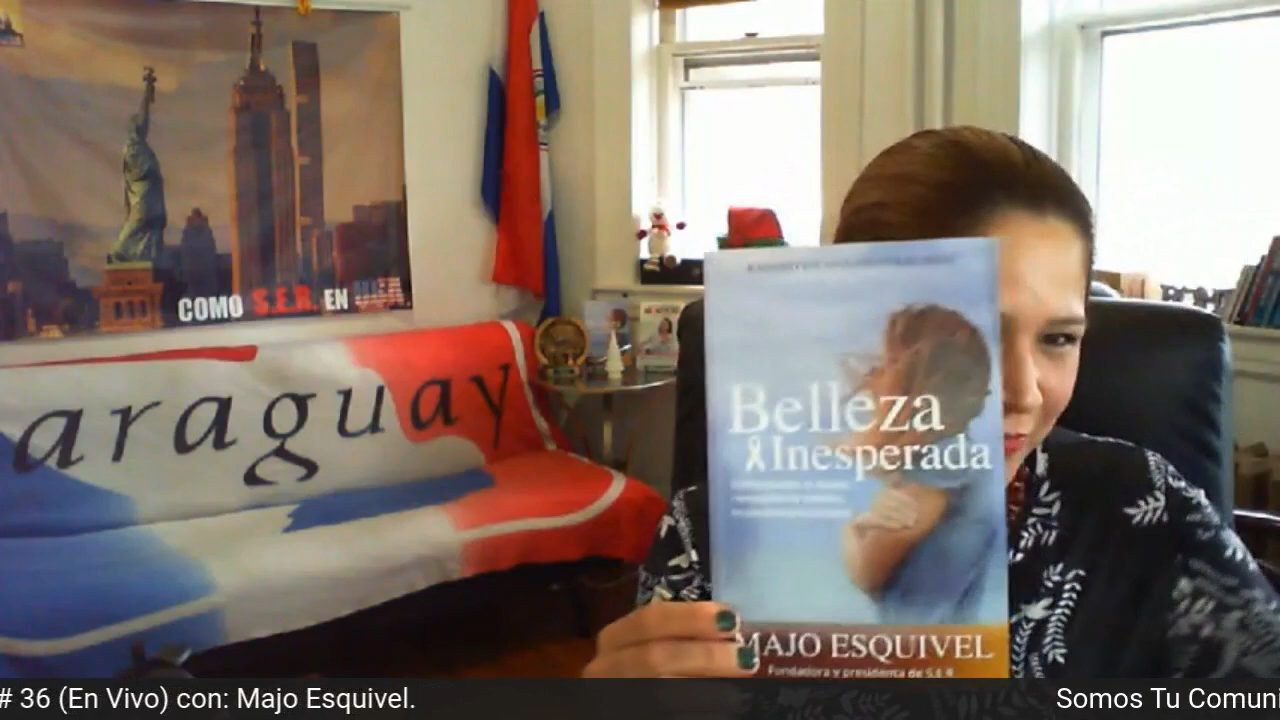 COMO S.E.R. EN USA
araguay
Belleza
Inesperada
MAJO ESQUIVEL
Fundadora y presidenta de S.E.R.
# 36 (En Vivo) con: Majo Esquivel.
Somos Tu Comuni